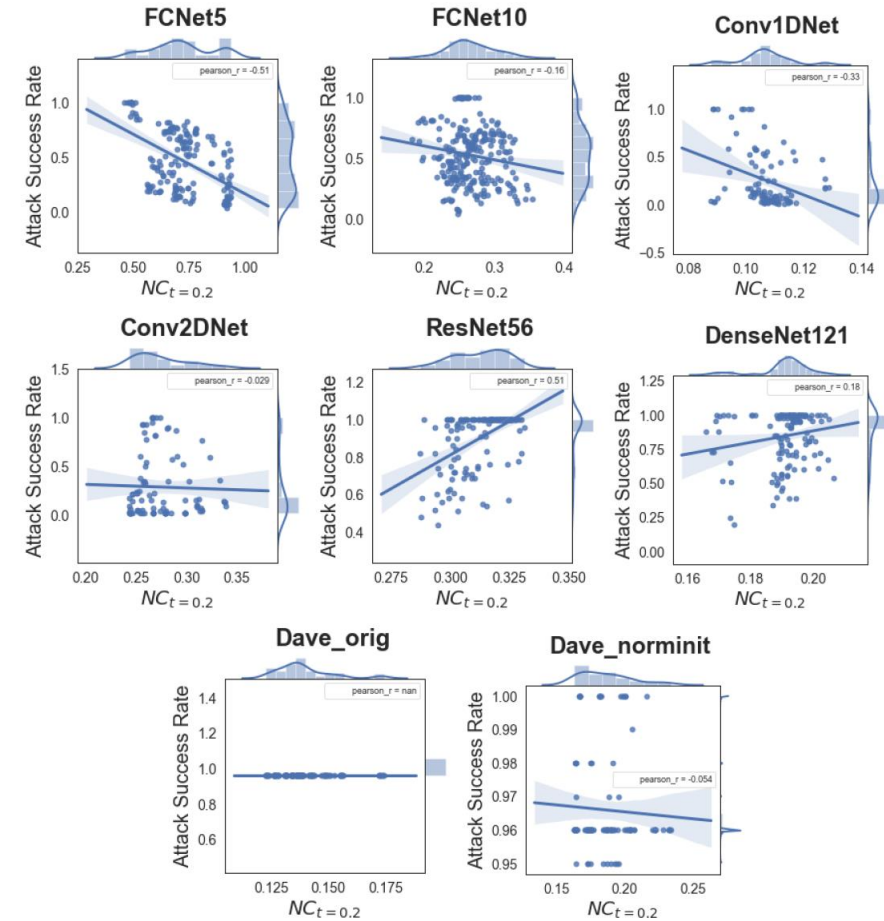 FCNet5
FCNet10
Conv1DNet
pearson_r = -0.51
pearson_r = -0.16
pearson_r = -0.33
Attack Success Rate
1.0
0.5
0.0
0.25 0.50 0.75 1.00
NCt = 0.2
Attack Success Rate
1.0
0.5
0.0
0.2 0.3 0.4
NCt = 0.2
Attack Success Rate
1.0
0.5
0.0
−0.5
0.08 0.10 0.12 0.14
NCt = 0.2
Conv2DNet
ResNet56
DenseNet121
pearson_r = -0.029
pearson_r = 0.51
pearson_r = 0.18
Attack Success Rate
1.5
1.0
0.5
0.0
0.20 0.25 0.30 0.35
NCt = 0.2
Attack Success Rate
1.2
1.0
0.8
0.6
0.4
0.275 0.300 0.325 0.350
NCt = 0.2
Attack Success Rate
1.25
1.00
0.75
0.50
0.25
0.00
0.16 0.18 0.20
NCt = 0.2
Dave_orig
Dave_norminit
pearson_r = nan
pearson_r = -0.054
Attack Success Rate
1.4
1.2
1.0
0.8
0.6
0.125 0.150 0.175
NCt = 0.2
Attack Success Rate
1.00
0.99
0.98
0.97
0.96
0.95
0.15 0.20 0.25
NCt = 0.2